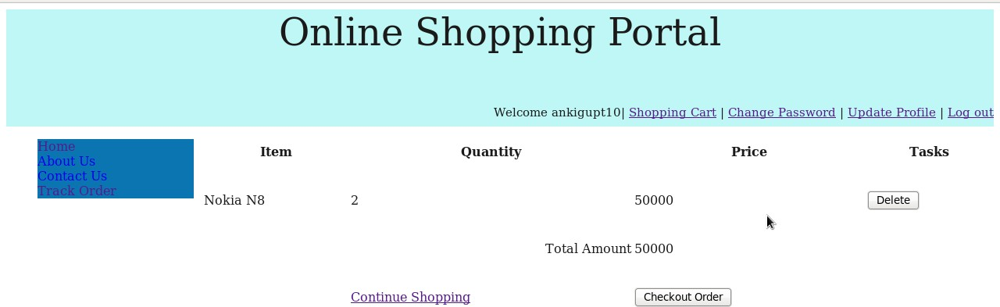 Online Shopping Portal
Welcome ankigupt10| Shopping Cart | Change Password | Update Profile | Log out
Home
About Us
Contact Us
Track Order
Item Quantity Price Tasks
Nokia N8 2 50000 Delete
Total Amount 50000
Continue Shopping Checkout Order